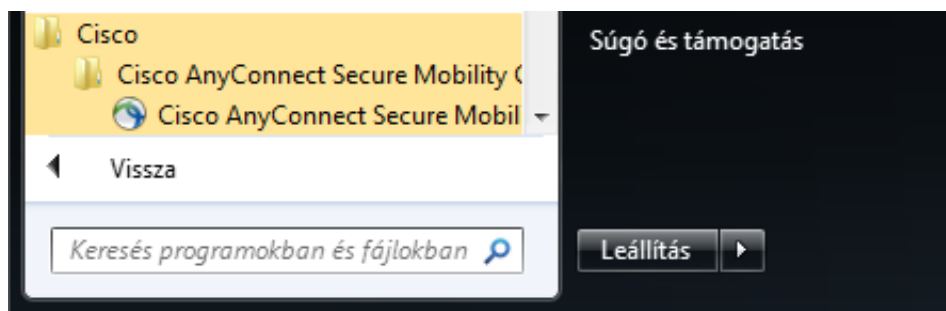 Cisco
Cisco AnyConnect Secure Mobility C
Cisco AnyConnect Secure Mobil
Vissza
Keresés programokban és fájlokban
Súgó és támogatás
Leállítás